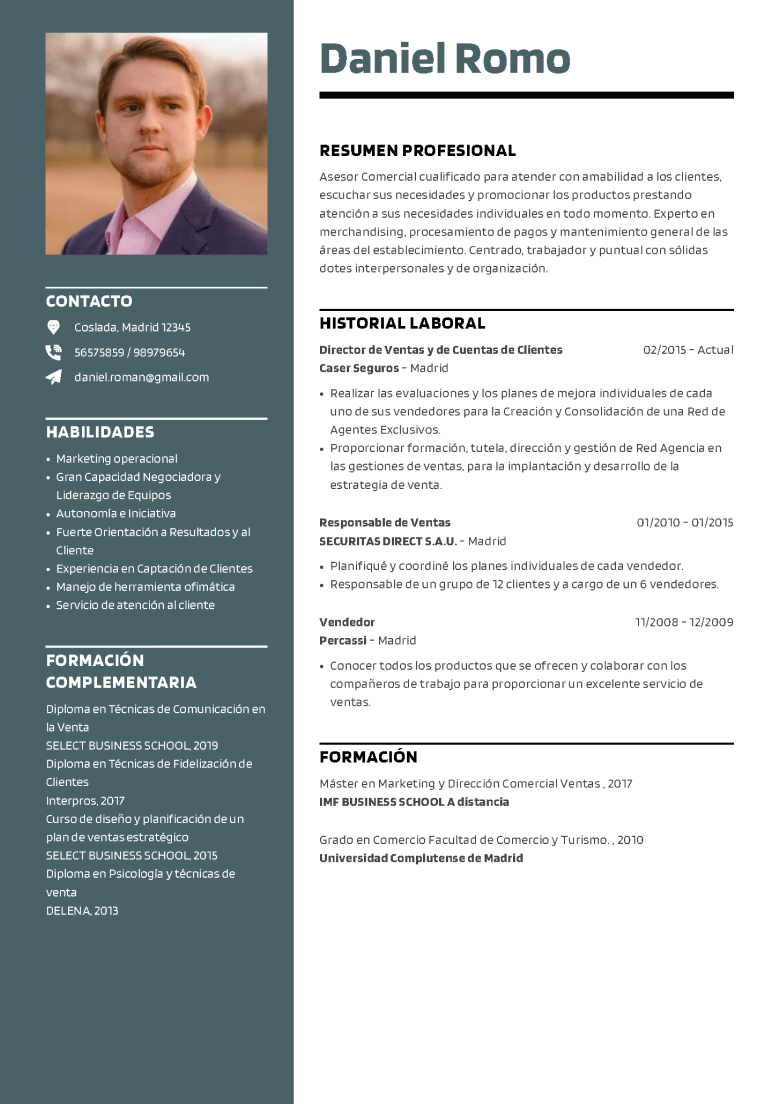 Daniel Romo
CONTACTO
Coslada, Madrid 12345
56575859 / 98979654
daniel.roman@gmail.com
HABILIDADES
• Marketing operacional
• Gran Capacidad Negociadora y
Liderazgo de Equipos
• Autonomía e Iniciativa
• Fuerte Orientación a Resultados y al
Cliente
• Experiencia en Captación de Clientes
• Manejo de herramienta ofimática
• Servicio de atención al cliente
FORMACIÓN
COMPLEMENTARIA
Diploma en Técnicas de Comunicación en
la Venta
SELECT BUSINESS SCHOOL, 2019
Diploma en Técnicas de Fidelización de
Clientes
Interpros, 2017
Curso de diseño y planificación de un
plan de ventas estratégico
SELECT BUSINESS SCHOOL, 2015
Diploma en Psicología y técnicas de
venta
DELENA, 2013
RESUMEN PROFESIONAL
Asesor Comercial cualificado para atender con amabilidad a los clientes,
escuchar sus necesidades y promocionar los productos prestando
atención a sus necesidades individuales en todo momento. Experto en
merchandising, procesamiento de pagos y mantenimiento general de las
áreas del establecimiento. Centrado, trabajador y puntual con sólidas
dotes interpersonales y de organización.
HISTORIAL LABORAL
Director de Ventas y de Cuentas de Clientes 02/2015 - Actual
Caser Seguros - Madrid
• Realizar las evaluaciones y los planes de mejora individuales de cada
uno de sus vendedores para la Creación y Consolidación de una Red de
Agentes Exclusivos.
• Proporcionar formación, tutela, dirección y gestión de Red Agencia en
las gestiones de ventas, para la implantación y desarrollo de la
estrategia de venta.
Responsable de Ventas 01/2010 - 01/2015
SECURITAS DIRECT S.A.U. - Madrid
• Planifiqué y coordiné los planes individuales de cada vendedor.
• Responsable de un grupo de 12 clientes y a cargo de un 6 vendedores.
Vendedor 11/2008 - 12/2009
Percassi - Madrid
• Conocer todos los productos que se ofrecen y colaborar con los
compañeros de trabajo para proporcionar un excelente servicio de
ventas.
FORMACIÓN
Máster en Marketing y Dirección Comercial Ventas , 2017
IMF BUSINESS SCHOOL A distancia
Grado en Comercio Facultad de Comercio y Turismo. , 2010
Universidad Complutense de Madrid